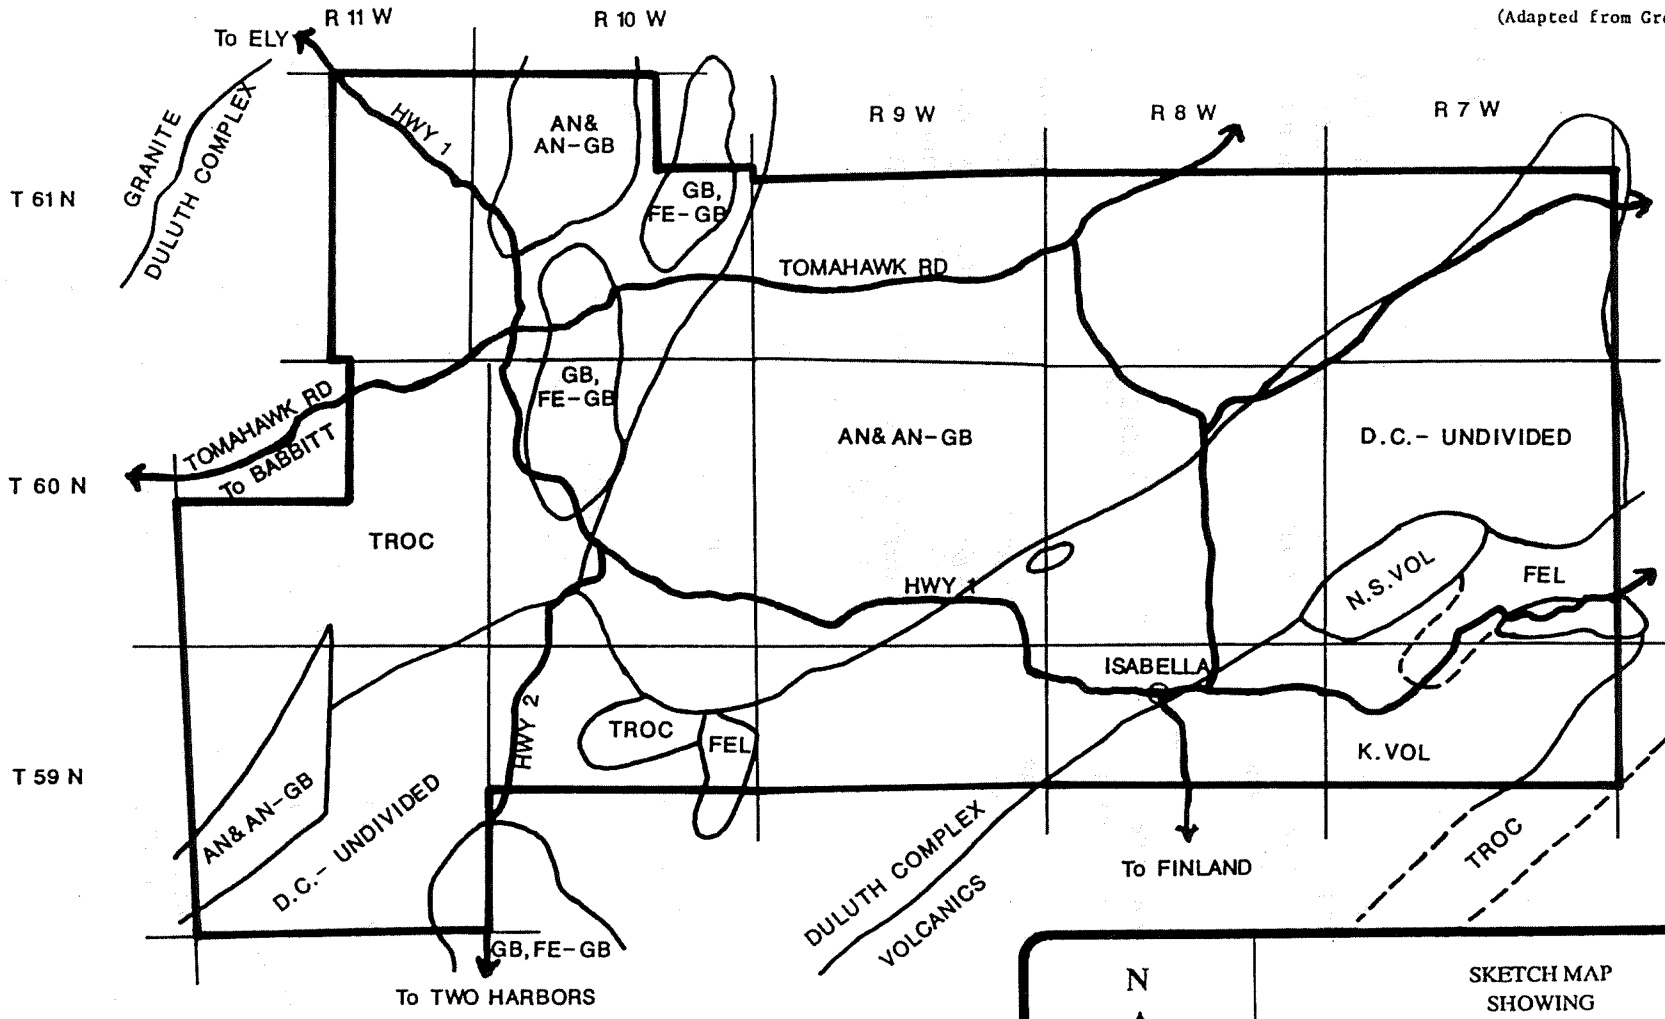 (Adapted from Gre
R 11 W
R 10 W
To ELY
R 9 W
R 8 W
R 7 W
HWY 1
AN&
AN-GB
GRANITE
DULUTH COMPLEX
T 61 N
GB,
FE-GB
TOMAHAWK RD
GB,
FE-GB
TOMAHAWK RD
To BABBITT
AN& AN-GB
D.C.- UNDIVIDED
T 60 N
TROC
HWY 1
N.S.VOL
FEL
ISABELLA
HWY 2
TROC
FEL
K.VOL
T 59 N
AN& AN-GB
D.C.- UNDIVIDED
DULUTH COMPLEX
VOLCANICS
To FINLAND
TROC
GB, FE-GB
To TWO HARBORS
N
SKETCH MAP
SHOWING